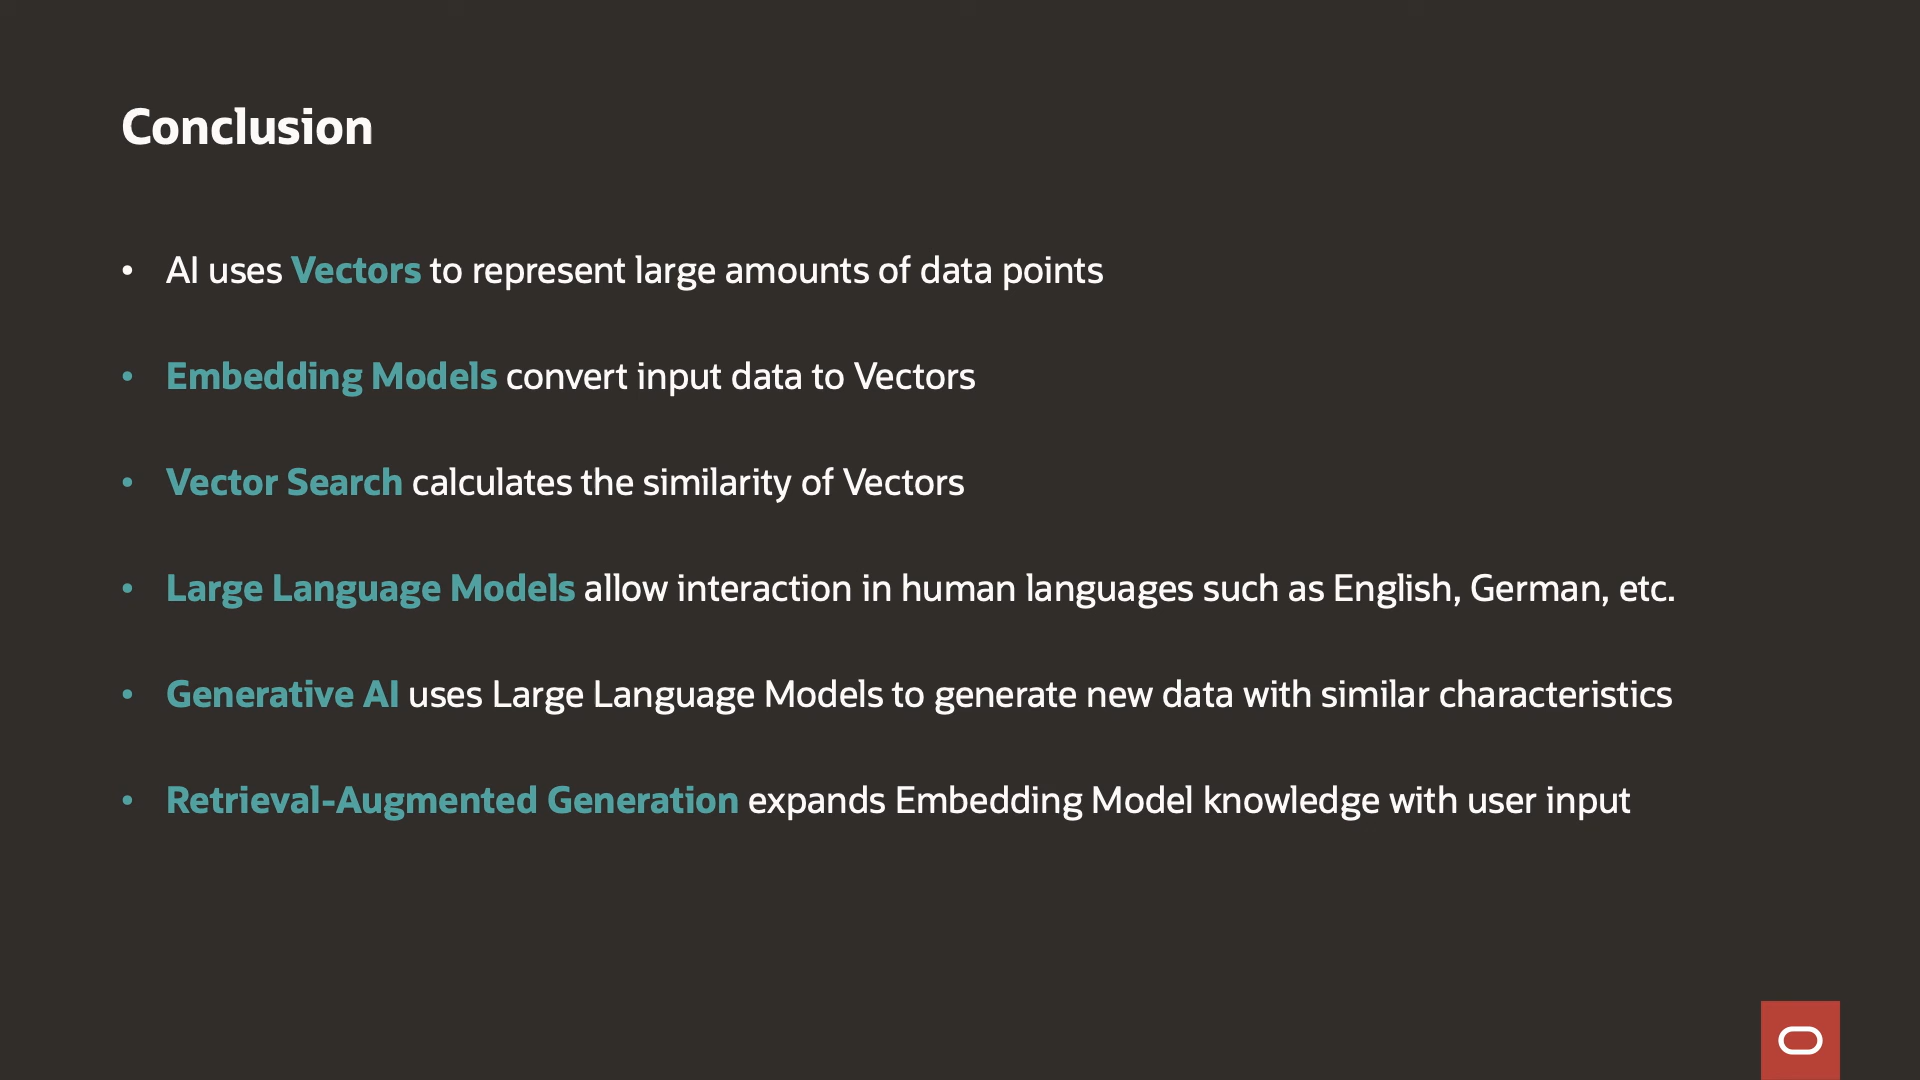 Conclusion
• AI uses Vectors to represent large amounts of data points
• Embedding Models convert input data to Vectors
• Vector Search calculates the similarity of Vectors
• Large Language Models allow interaction in human languages such as English, German, etc.
• Generative AI uses Large Language Models to generate new data with similar characteristics
• Retrieval-Augmented Generation expands Embedding Model knowledge with user input